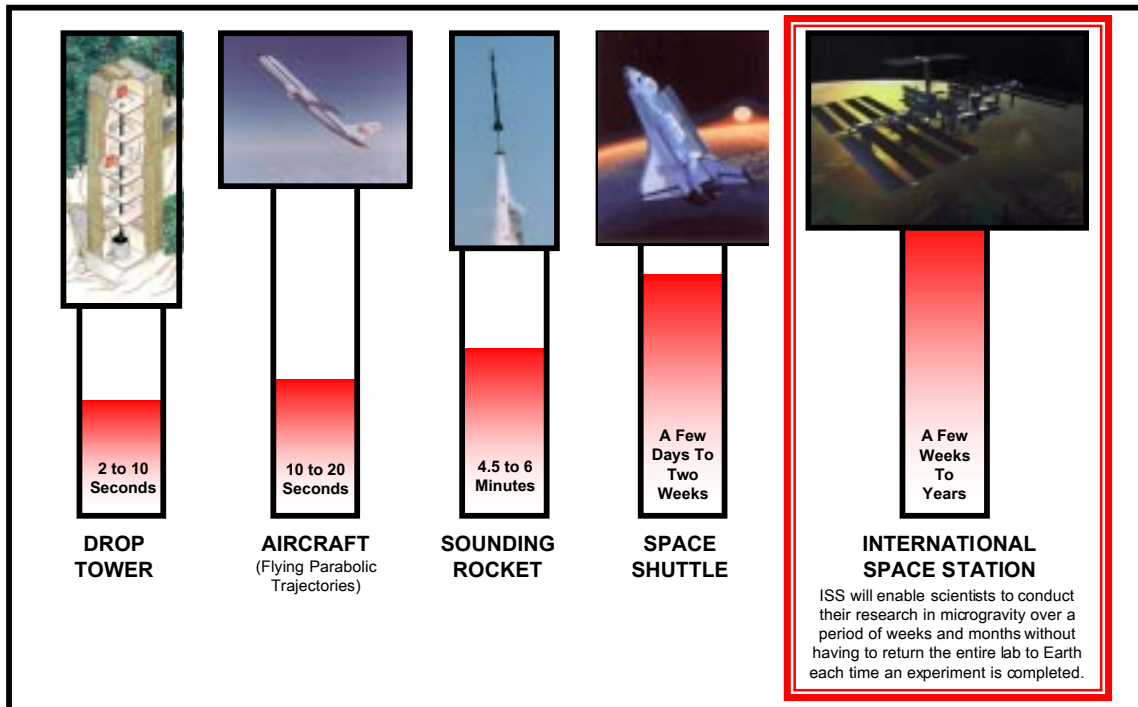 2 to 10
Seconds
DROP
TOWER
10 to 20
Seconds
AIRCRAFT
(Flying Parabolic
Trajectories)
4.5 to 6
Minutes
SOUNDING
ROCKET
A Few
Days To
Two
Weeks
SPACE
SHUTTLE
A Few
Weeks
To
Years
INTERNATIONAL
SPACE STATION
ISS will enable scientists to conduct
their research in microgravity over a
period of weeks and months without
having to return the entire lab to Earth
each time an experiment is completed.